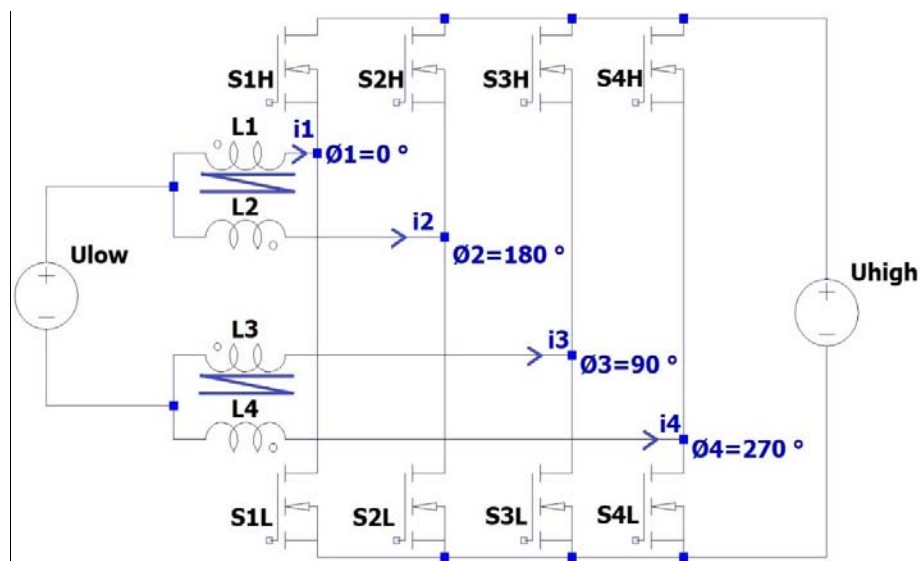 S1H
S2H
S3H
S4H
L1
i1
Ø1=0 °
L2
i2
Ø2=180 °
Ulow
+
−
Uhigh
+
−
L3
i3
Ø3=90 °
L4
i4
Ø4=270 °
S1L
S2L
S3L
S4L